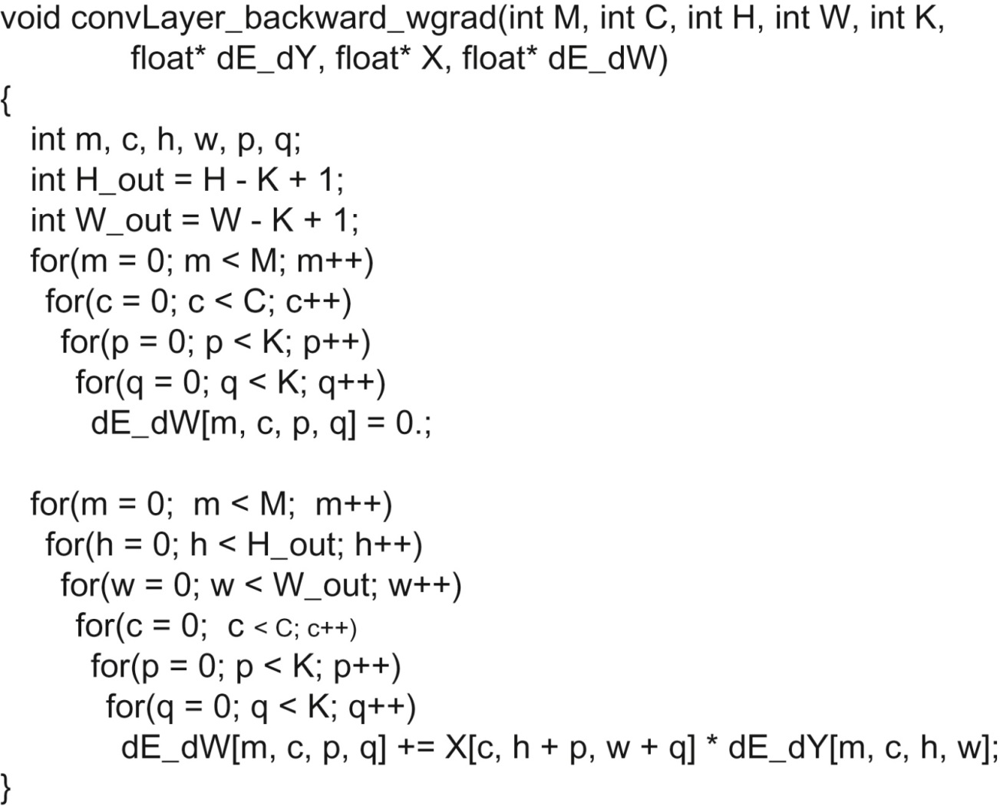 void convLayer_backward_wgrad(int M, int C, int H, int W, int K,
float* dE_dY, float* X, float* dE_dW)
{
int m, c, h, w, p, q;
int H_out = H - K + 1;
int W_out = W - K + 1;
for(m = 0; m < M; m++)
for(c = 0; c < C; c++)
for(p = 0; p < K; p++)
for(q = 0; q < K; q++)
dE_dW[m, c, p, q] = 0.;
for(m = 0; m < M; m++)
for(h = 0; h < H_out; h++)
for(w = 0; w < W_out; w++)
for(c = 0; c < C; c++)
for(p = 0; p < K; p++)
for(q = 0; q < K; q++)
dE_dW[m, c, p, q] += X[c, h + p, w + q] * dE_dY[m, c, h, w];
}